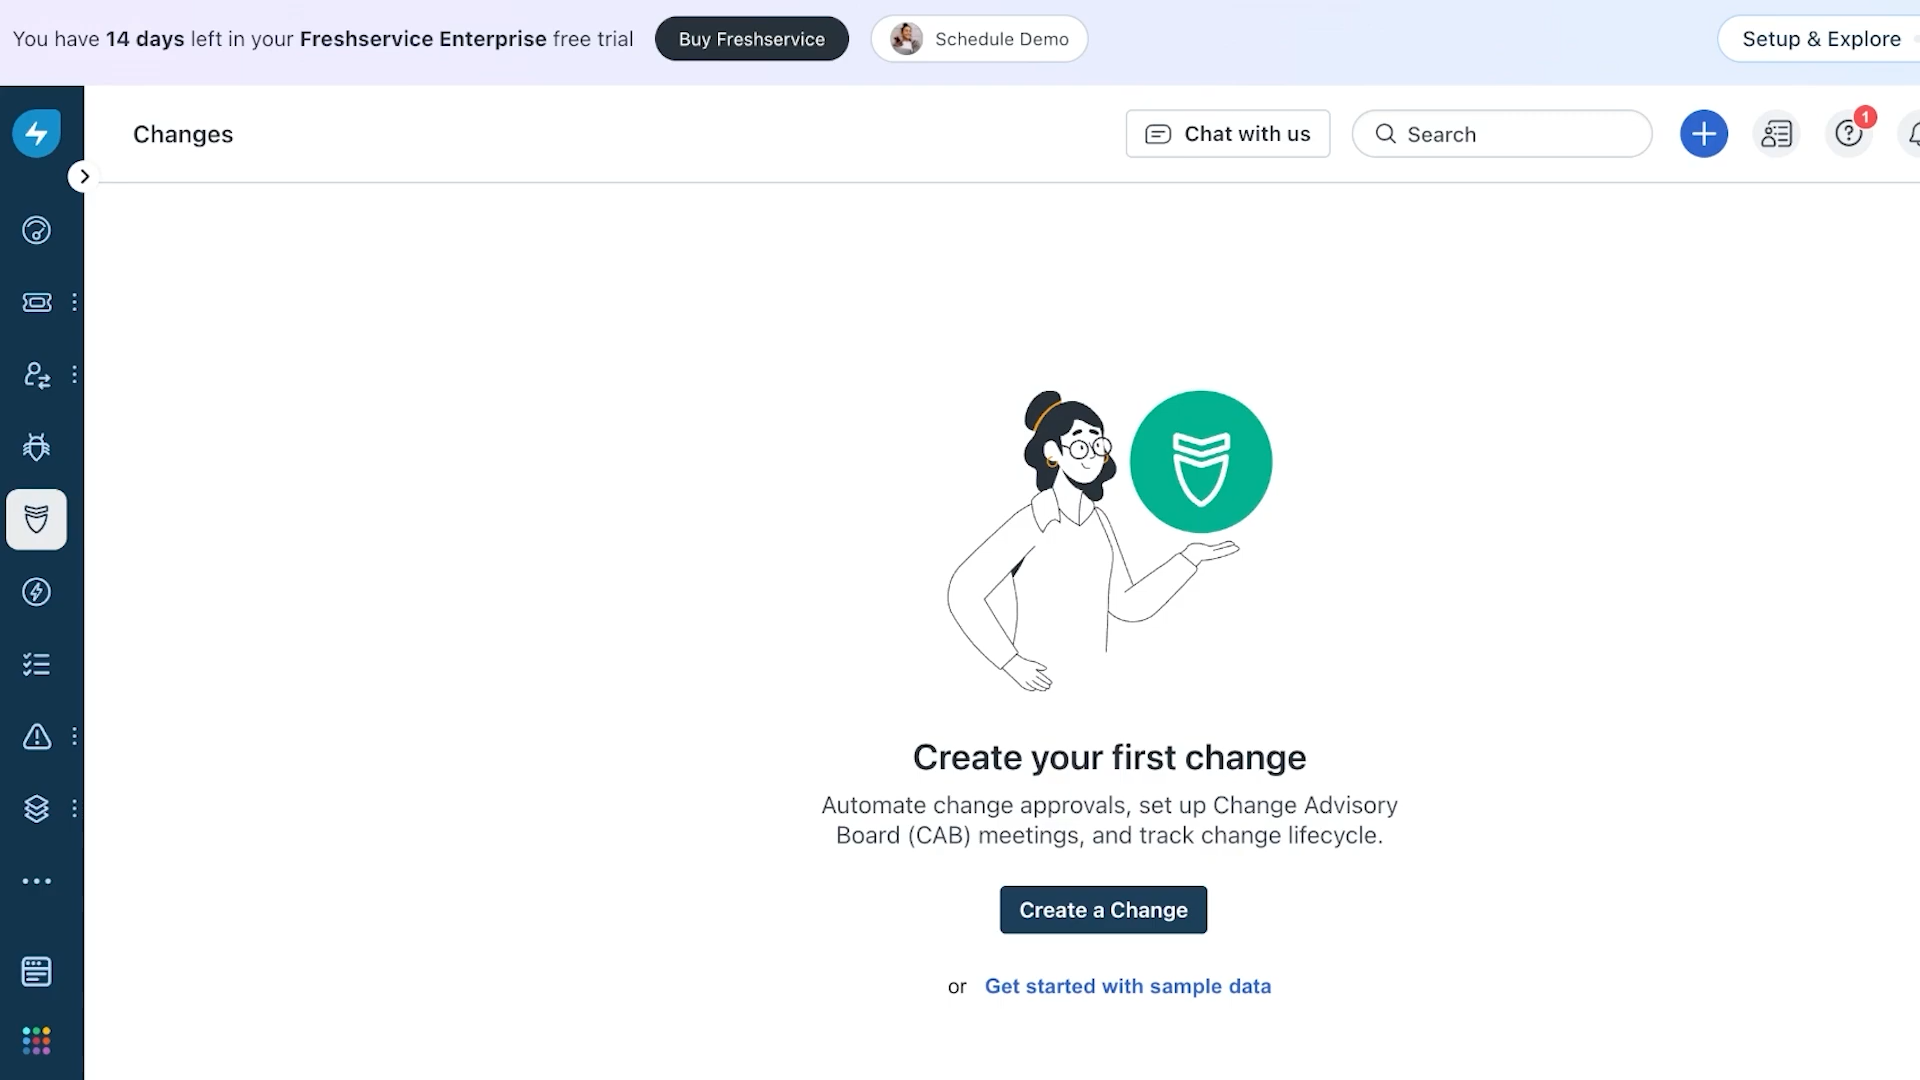 You have 14 days left in your Freshservice Enterprise free trial
Buy Freshservice
Schedule Demo
Setup & Explore
Changes
Chat with us
Search
1
Create your first change
Automate change approvals, set up Change Advisory
Board (CAB) meetings, and track change lifecycle.
Create a Change
or Get started with sample data